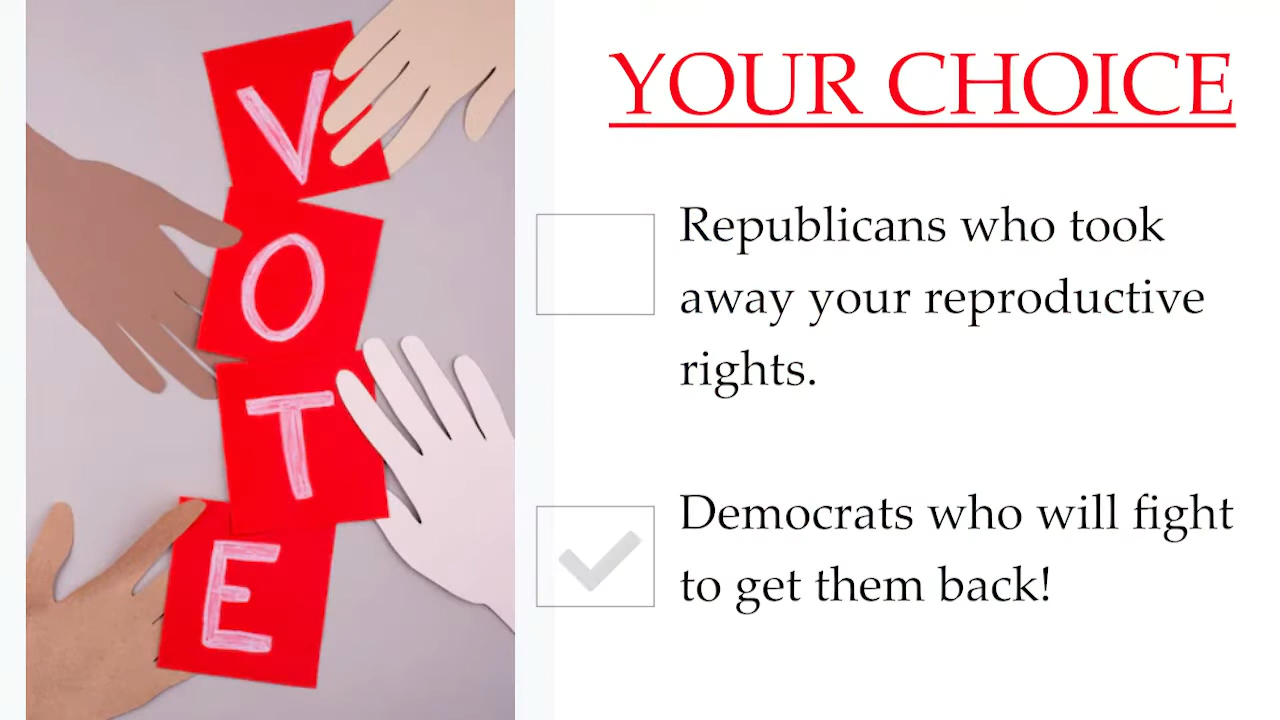 VOTE
YOUR CHOICE
Republicans who took
away your reproductive
rights.
Democrats who will fight
to get them back!